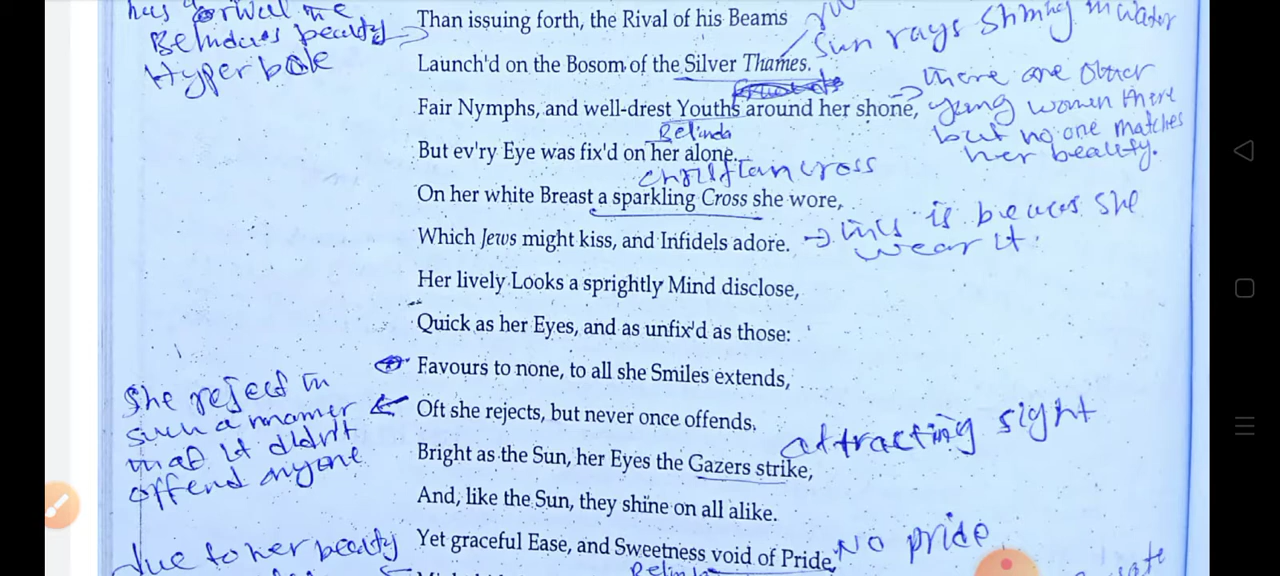 has
Belinda's beauty
Hyperbole
Than issuing forth, the Rival of his Beams
Sun rays shining in water
Launch'd on the Bosom of the Silver Thames.
there are other
Fair Nymphs, and well-drest Youths around her shone,
young women there
but no one matches
her beauty.
Belinda
But ev'ry Eye was fix'd on her alone.
christian cross
On her white Breast a sparkling Cross she wore,
Which Jews might kiss, and Infidels adore.
is she
wear it
Her lively Looks a sprightly Mind disclose,
Quick as her Eyes, and as unfix'd as those:
Favours to none, to all she Smiles extends,
She reject in
such a manner
that it didn't
offend anyone
Oft she rejects, but never once offends.
attracting sight
Bright as the Sun, her Eyes the Gazers strike,
And, like the Sun, they shine on all alike.
due to her beauty
Yet graceful Ease, and Sweetness void of Pride,
No pride